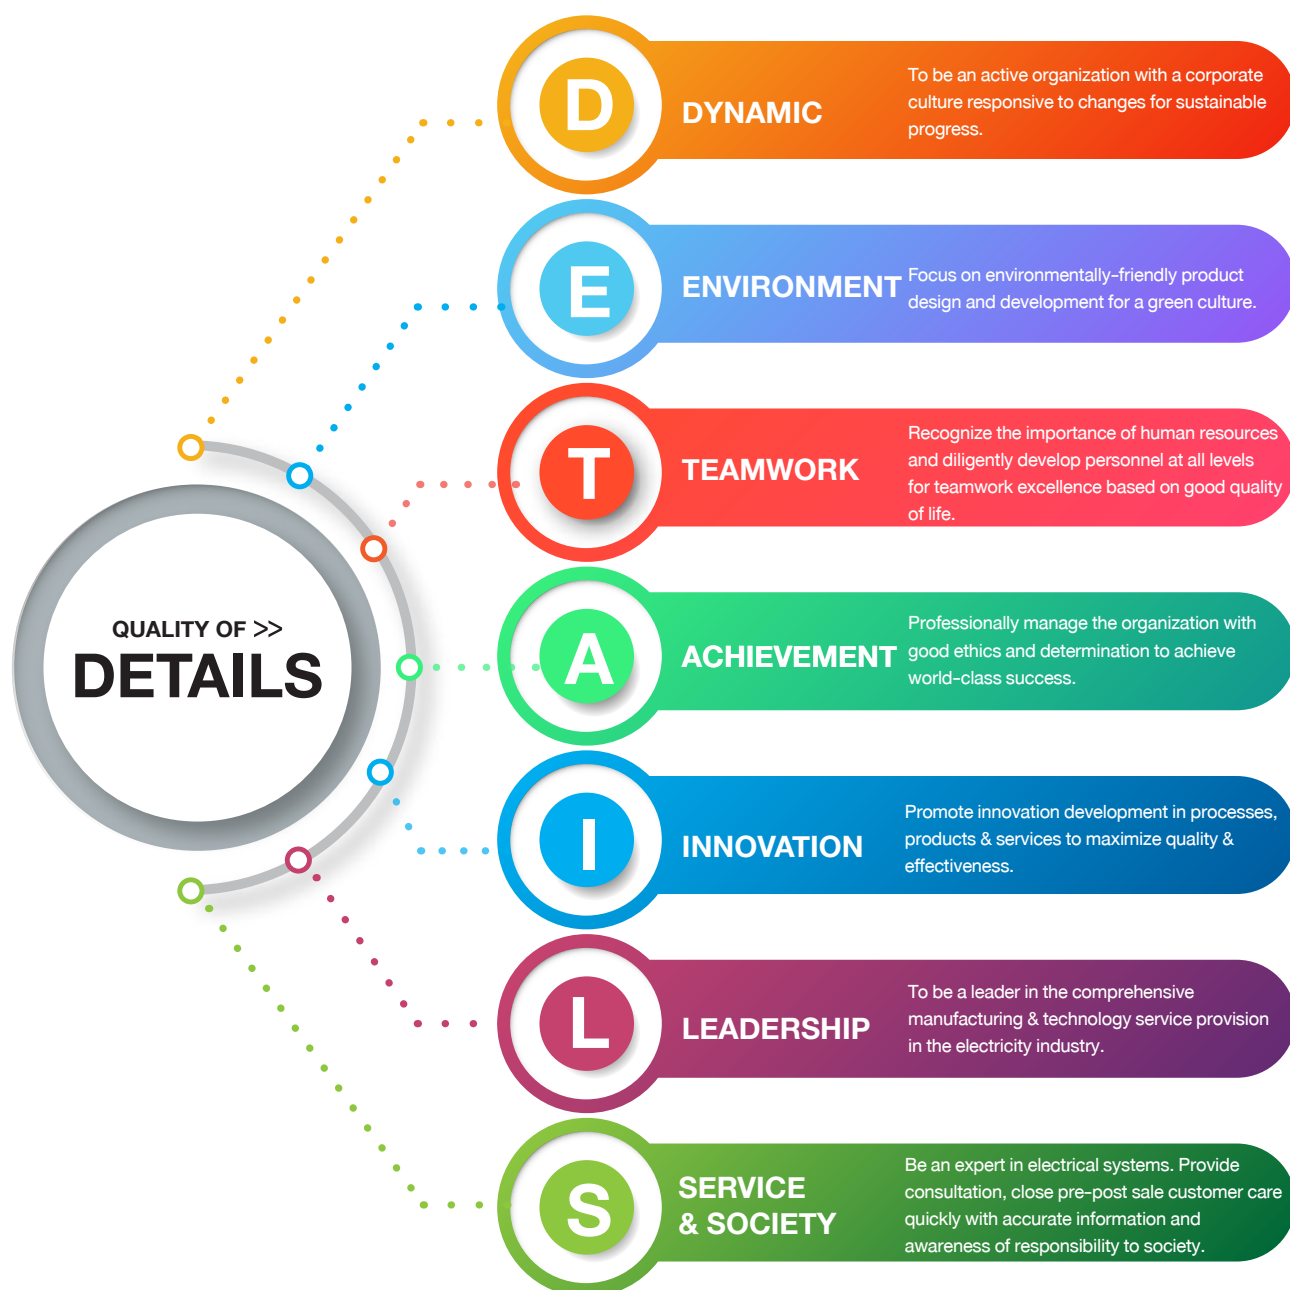 QUALITY OF >>
DETAILS
D
DYNAMIC
To be an active organization with a corporate
culture responsive to changes for sustainable
progress.
E
ENVIRONMENT
Focus on environmentally-friendly product
design and development for a green culture.
T
TEAMWORK
Recognize the importance of human resources
and diligently develop personnel at all levels
for teamwork excellence based on good quality
of life.
A
ACHIEVEMENT
Professionally manage the organization with
good ethics and determination to achieve
world-class success.
I
INNOVATION
Promote innovation development in processes,
products & services to maximize quality &
effectiveness.
L
LEADERSHIP
To be a leader in the comprehensive
manufacturing & technology service provision
in the electricity industry.
S
SERVICE
& SOCIETY
Be an expert in electrical systems. Provide
consultation, close pre-post sale customer care
quickly with accurate information and
awareness of responsibility to society.